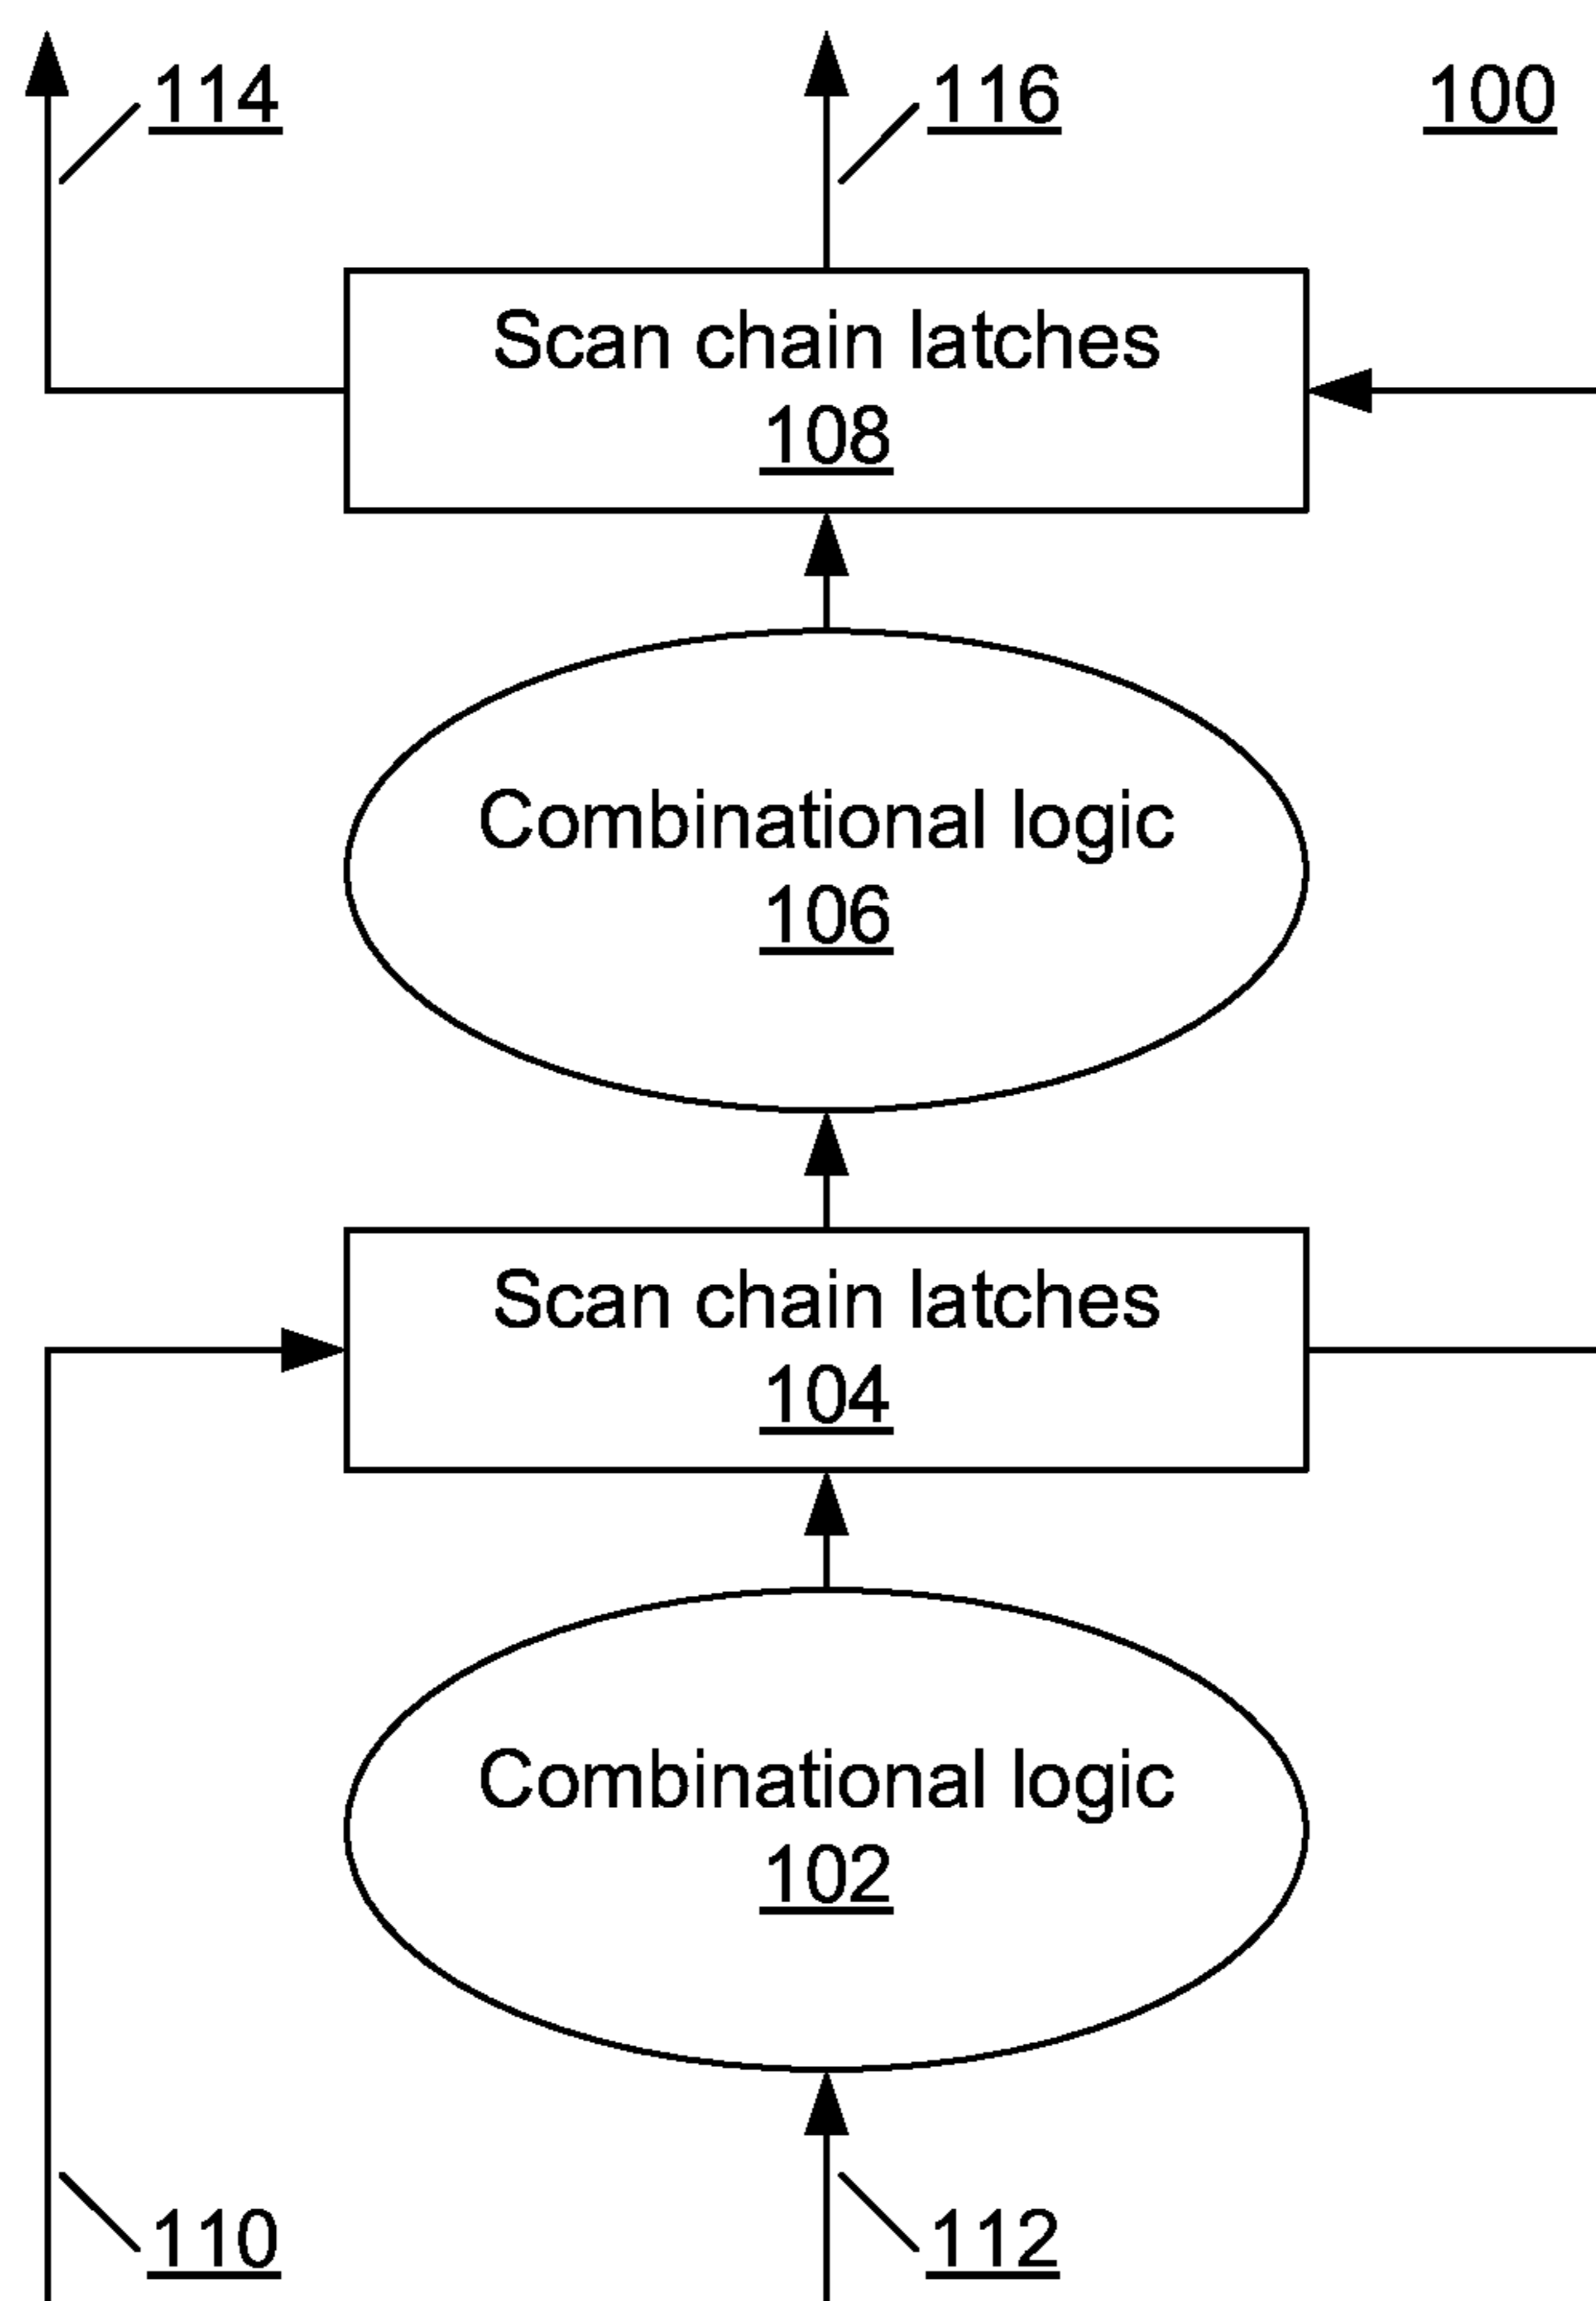 114
116
100
Scan chain latches
108
Combinational logic
106
Scan chain latches
104
Combinational logic
102
110
112